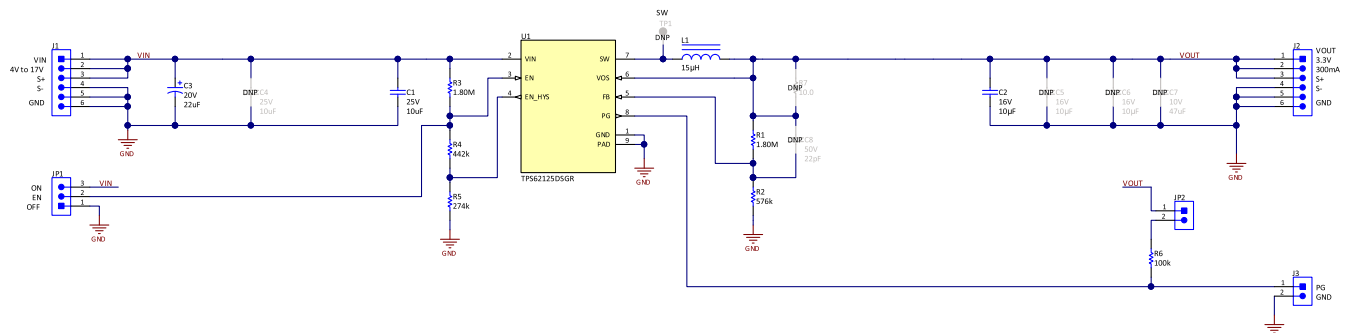 J1
VIN
4V to 17V
S+
S-
GND
1
2
3
4
5
6
VIN
C3
20V
22uF
GND
DNP
C4
25V
10uF
C1
25V
10uF
R3
1.80M
R4
442k
R5
274k
GND
JP1
ON
EN
OFF
3
2
1
VIN
GND
U1
2
VIN
3
EN
4
EN_HYS
SW
7
VOS
6
FB
5
PG
8
GND
1
PAD
9
TPS62125DSGR
GND
SW
TP1
DNP
L1
15µH
R7
DNP
10.0
R1
1.80M
DNP
C8
50V
22pF
R2
576k
GND
C2
16V
10µF
DNP
C5
16V
10µF
DNP
C6
16V
10µF
DNP
C7
10V
47uF
VOUT
J2
1
2
3
4
5
6
VOUT
3.3V
300mA
S+
S-
GND
GND
VOUT
JP2
1
2
R6
100k
J3
1
2
PG
GND
GND